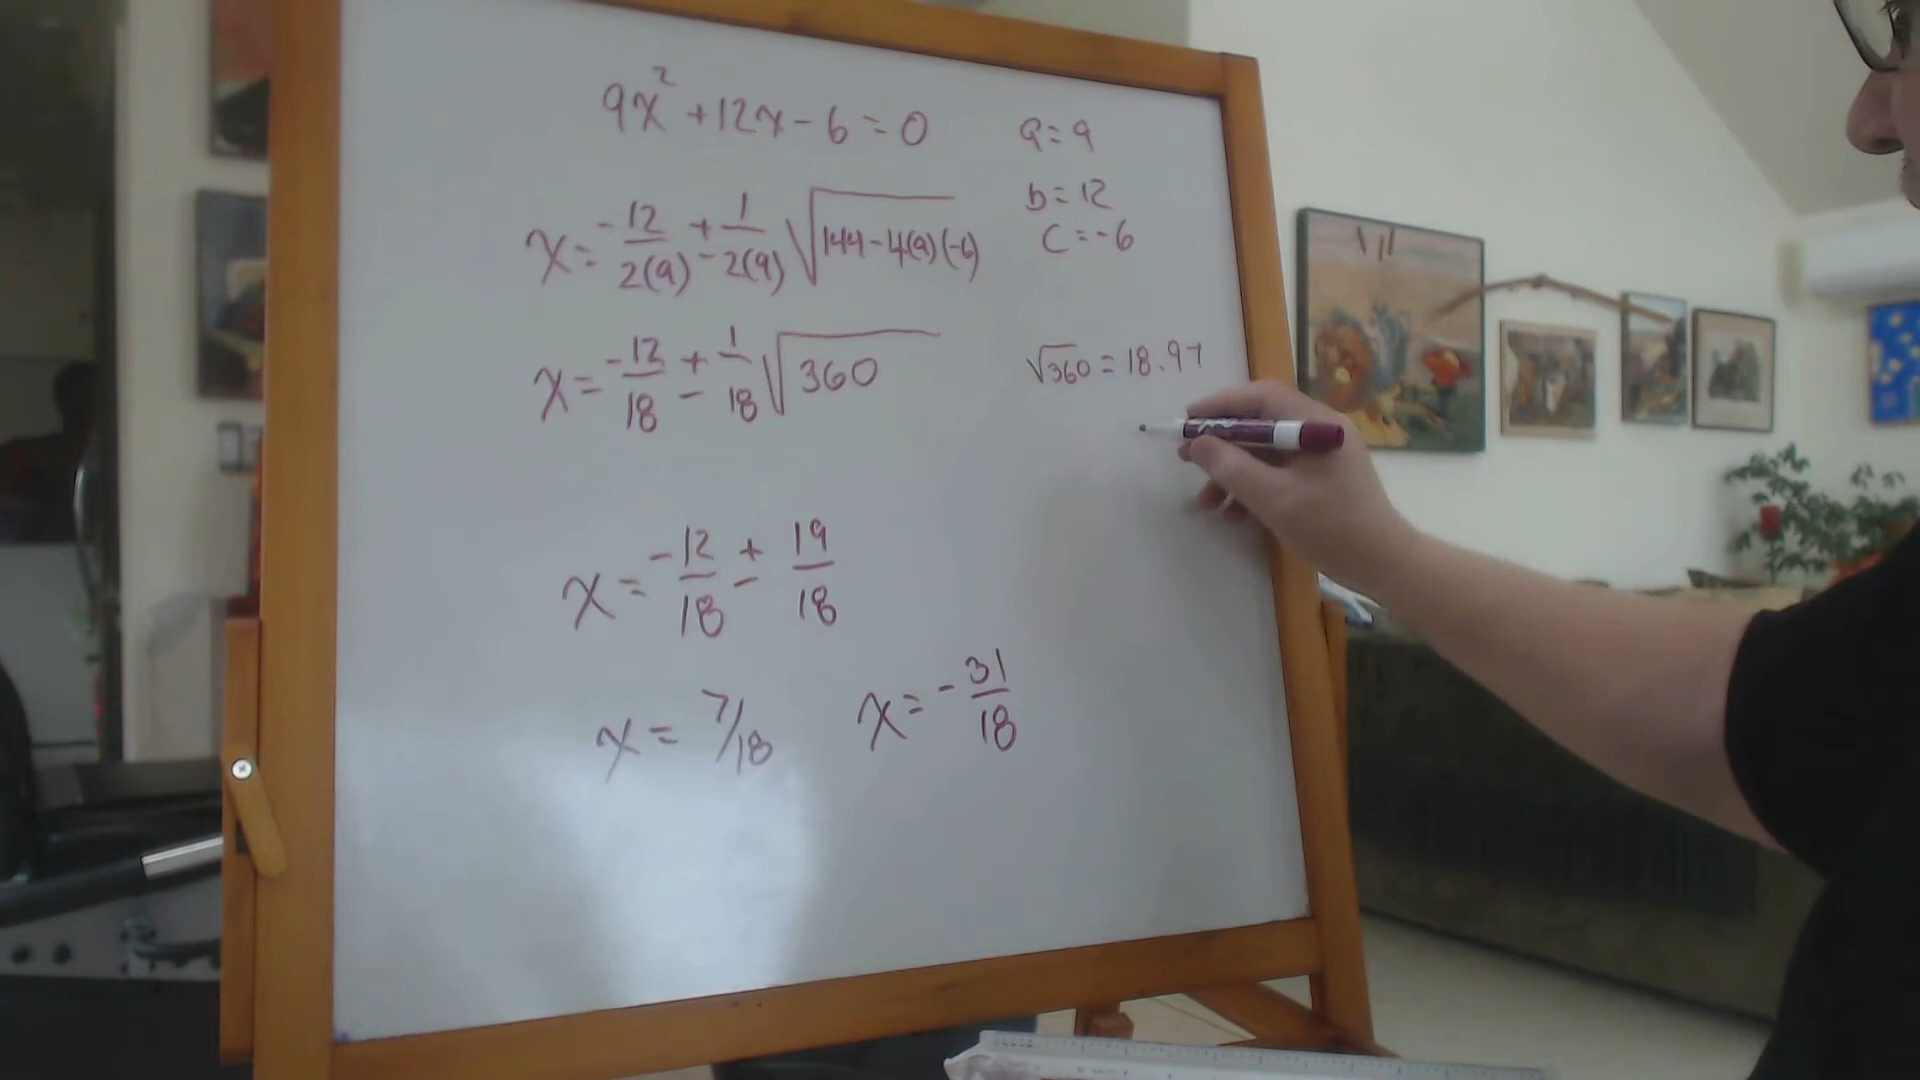 9x² + 12x - 6 = 0
a = 9
b = 12
c = -6
x = -12/2(9) ± 1/2(9) √144 - 4(9)(-6)
x = -12/18 ± 1/18 √360
√360 = 18.97
x = -12/18 ± 19/18
x = 7/18
x = -31/18